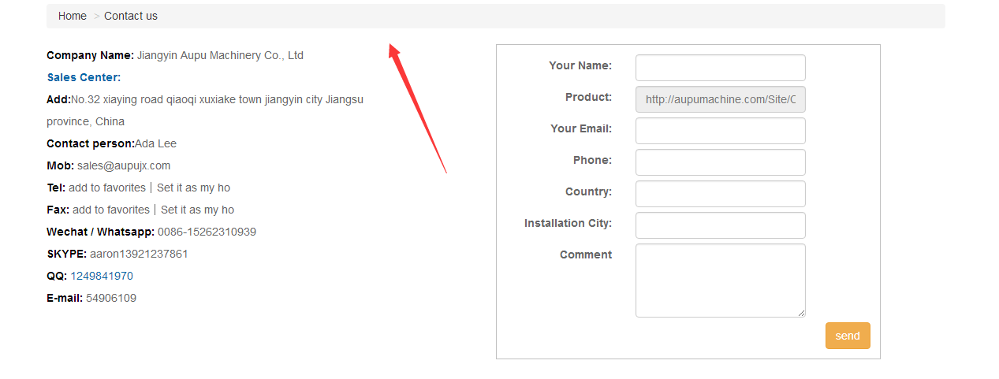 Home > Contact us
Company Name: Jiangyin Aupu Machinery Co., Ltd
Sales Center:
Add:No.32 xiaying road qiaoqi xuxiake town jiangyin city Jiangsu
province, China
Contact person:Ada Lee
Mob: sales@aupujx.com
Tel: add to favorites | Set it as my ho
Fax: add to favorites | Set it as my ho
Wechat / Whatsapp: 0086-15262310939
SKYPE: aaron13921237861
QQ: 1249841970
E-mail: 54906109
Your Name:
Product: http://aupumachine.com/Site/C
Your Email:
Phone:
Country:
Installation City:
Comment
send